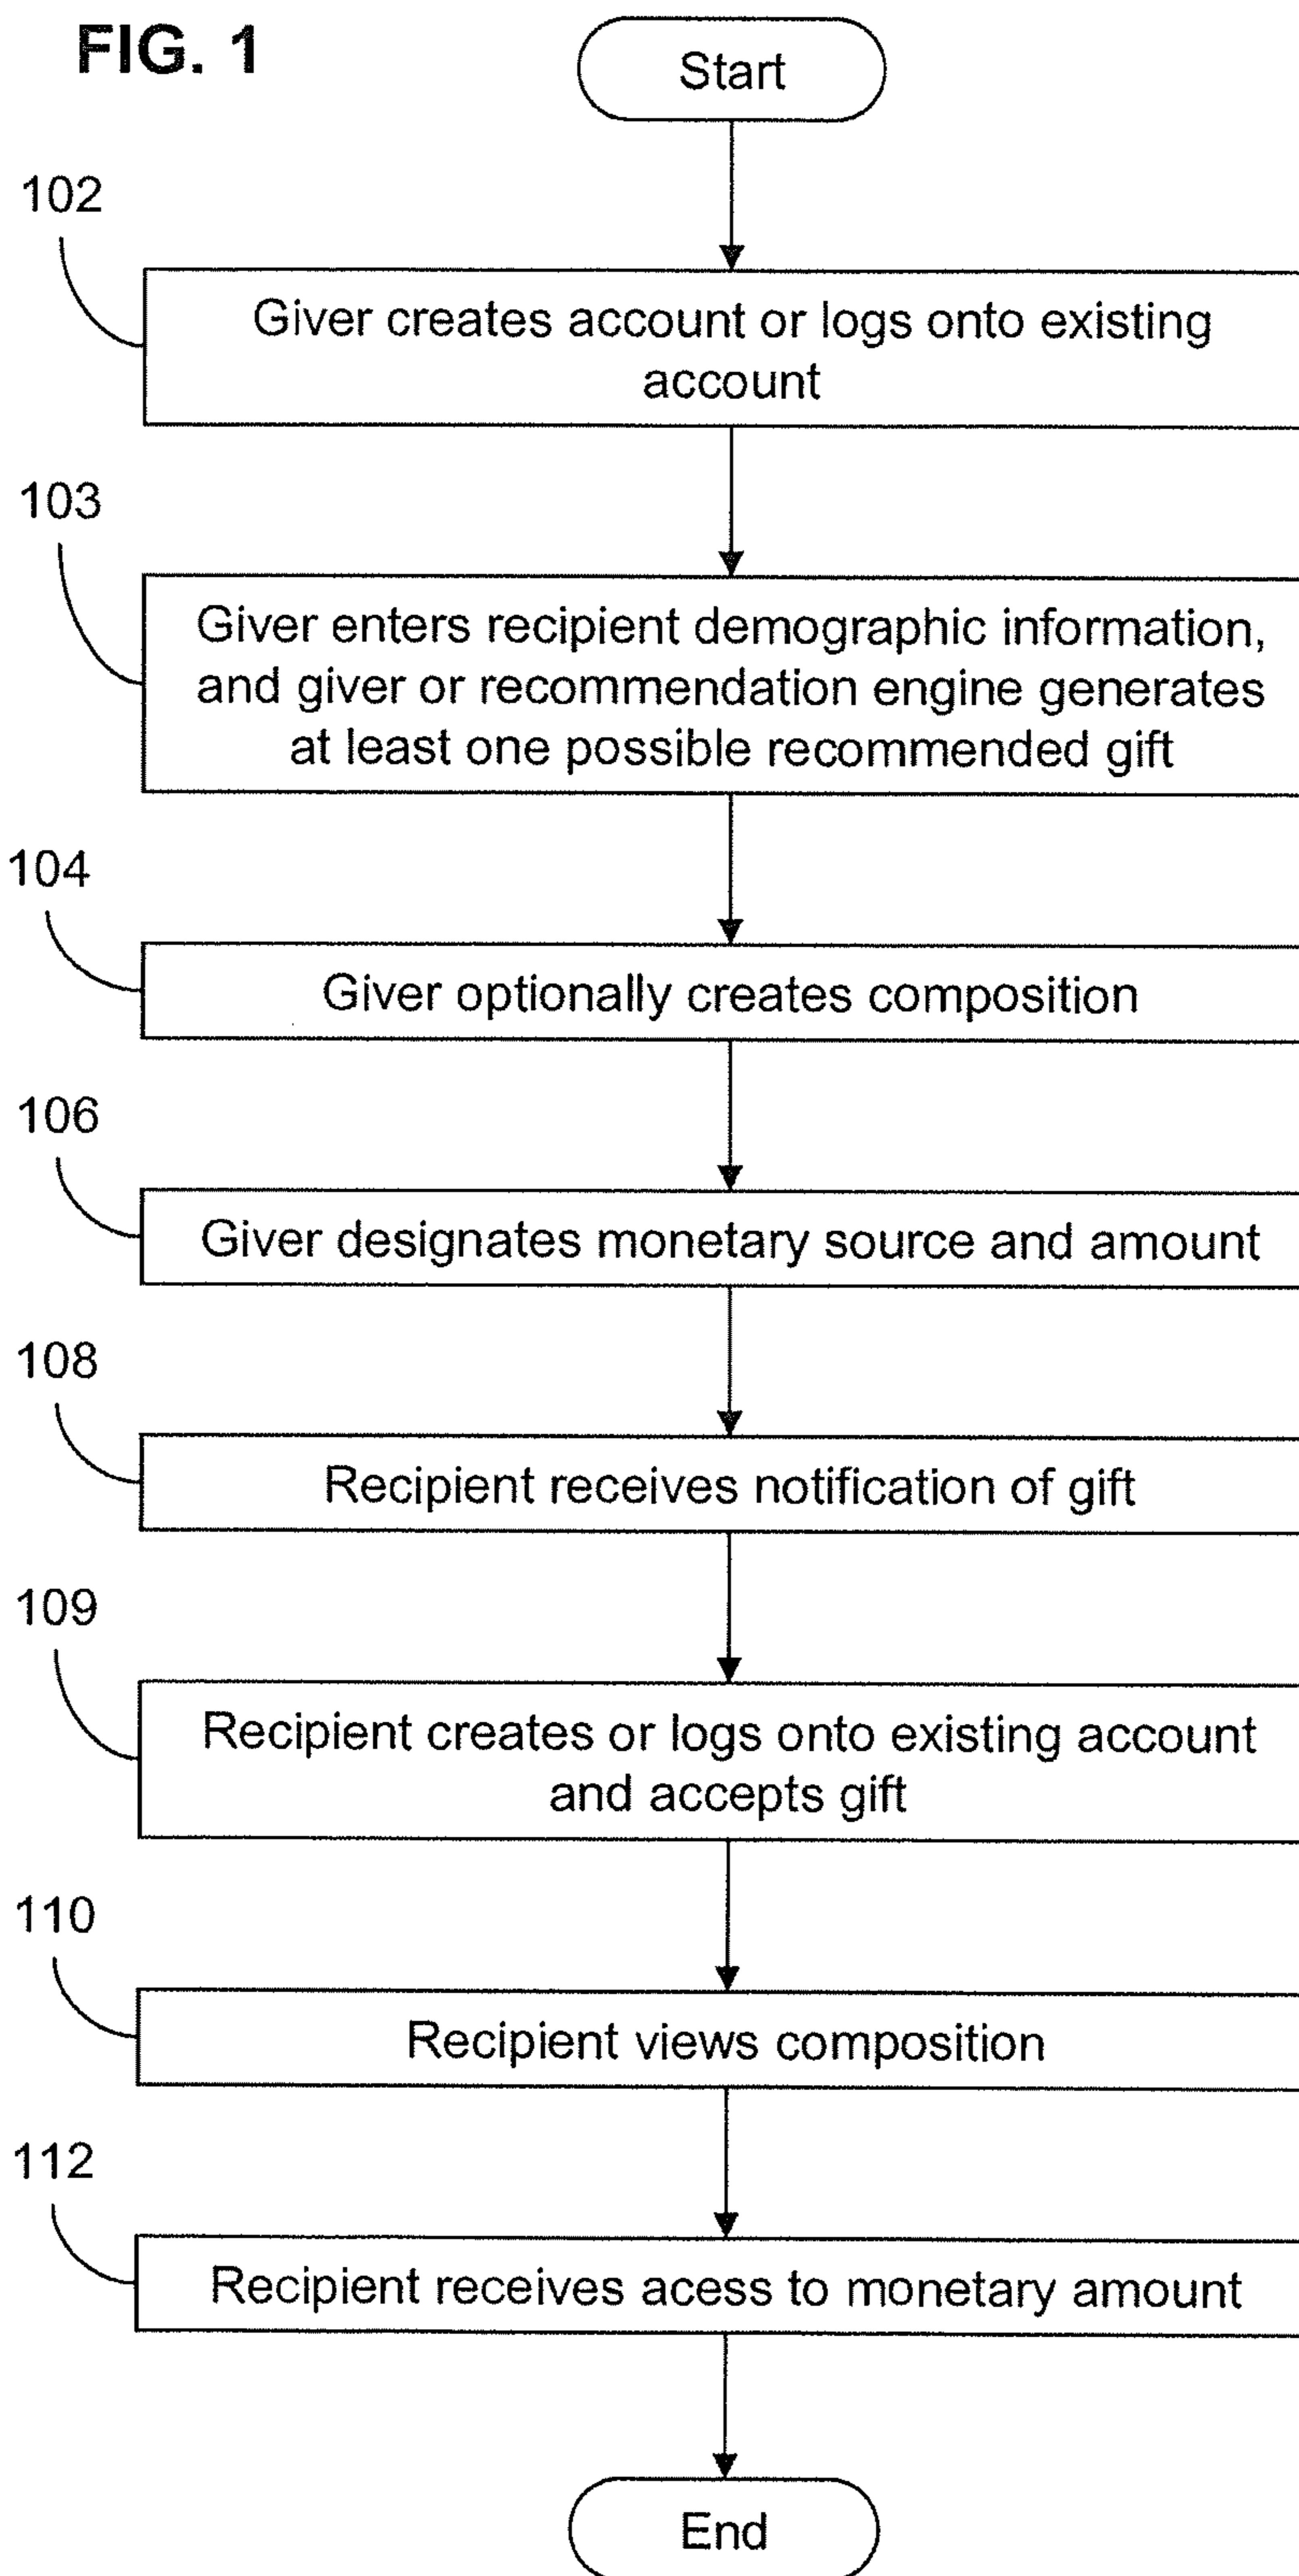 FIG. 1
Start
102
Giver creates account or logs onto existing
account
103
Giver enters recipient demographic information,
and giver or recommendation engine generates
at least one possible recommended gift
104
Giver optionally creates composition
106
Giver designates monetary source and amount
108
Recipient receives notification of gift
109
Recipient creates or logs onto existing account
and accepts gift
110
Recipient views composition
112
Recipient receives acess to monetary amount
End